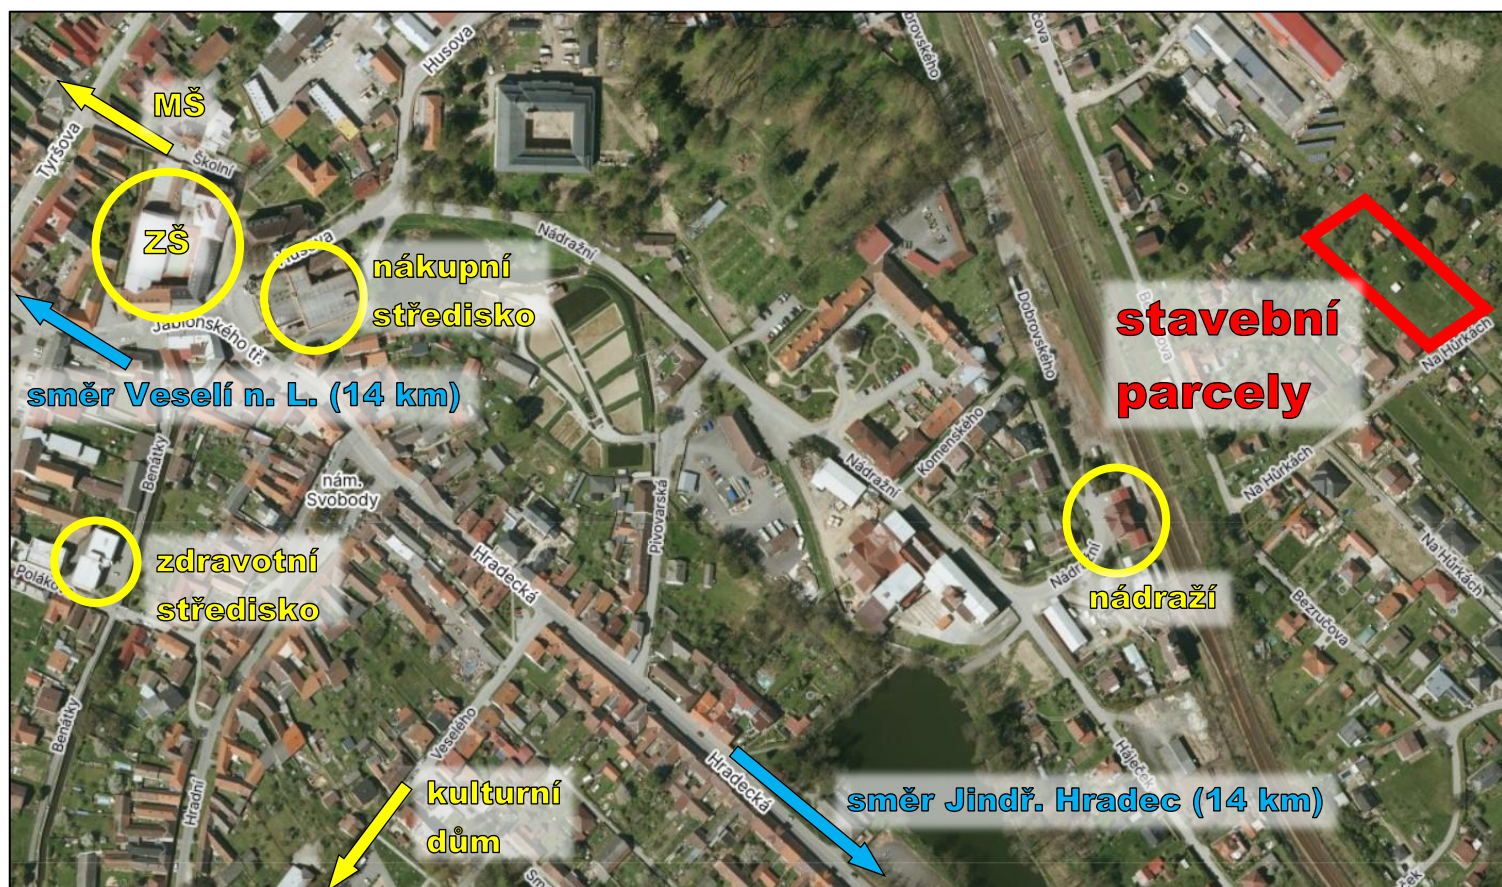 Husova
MŠ
Tyršova
Školní
ZŠ
Husova
nákupní
středisko
Nádražní
Jablonského tř.
směr Veselí n. L. (14 km)
Dobrovského
stavební
parcely
Na Hůrkách
Benátky
nám.
Svobody
Komenského
Nádražní
Na Hůrkách
Pivovarská
zdravotní
středisko
Hradecká
Nádražní
nádraží
Na Hůrkách
Bezručova
Benátky
Hradní
Veselého
kulturní
dům
Hradecká
směr Jindř. Hradec (14 km)
Háječek